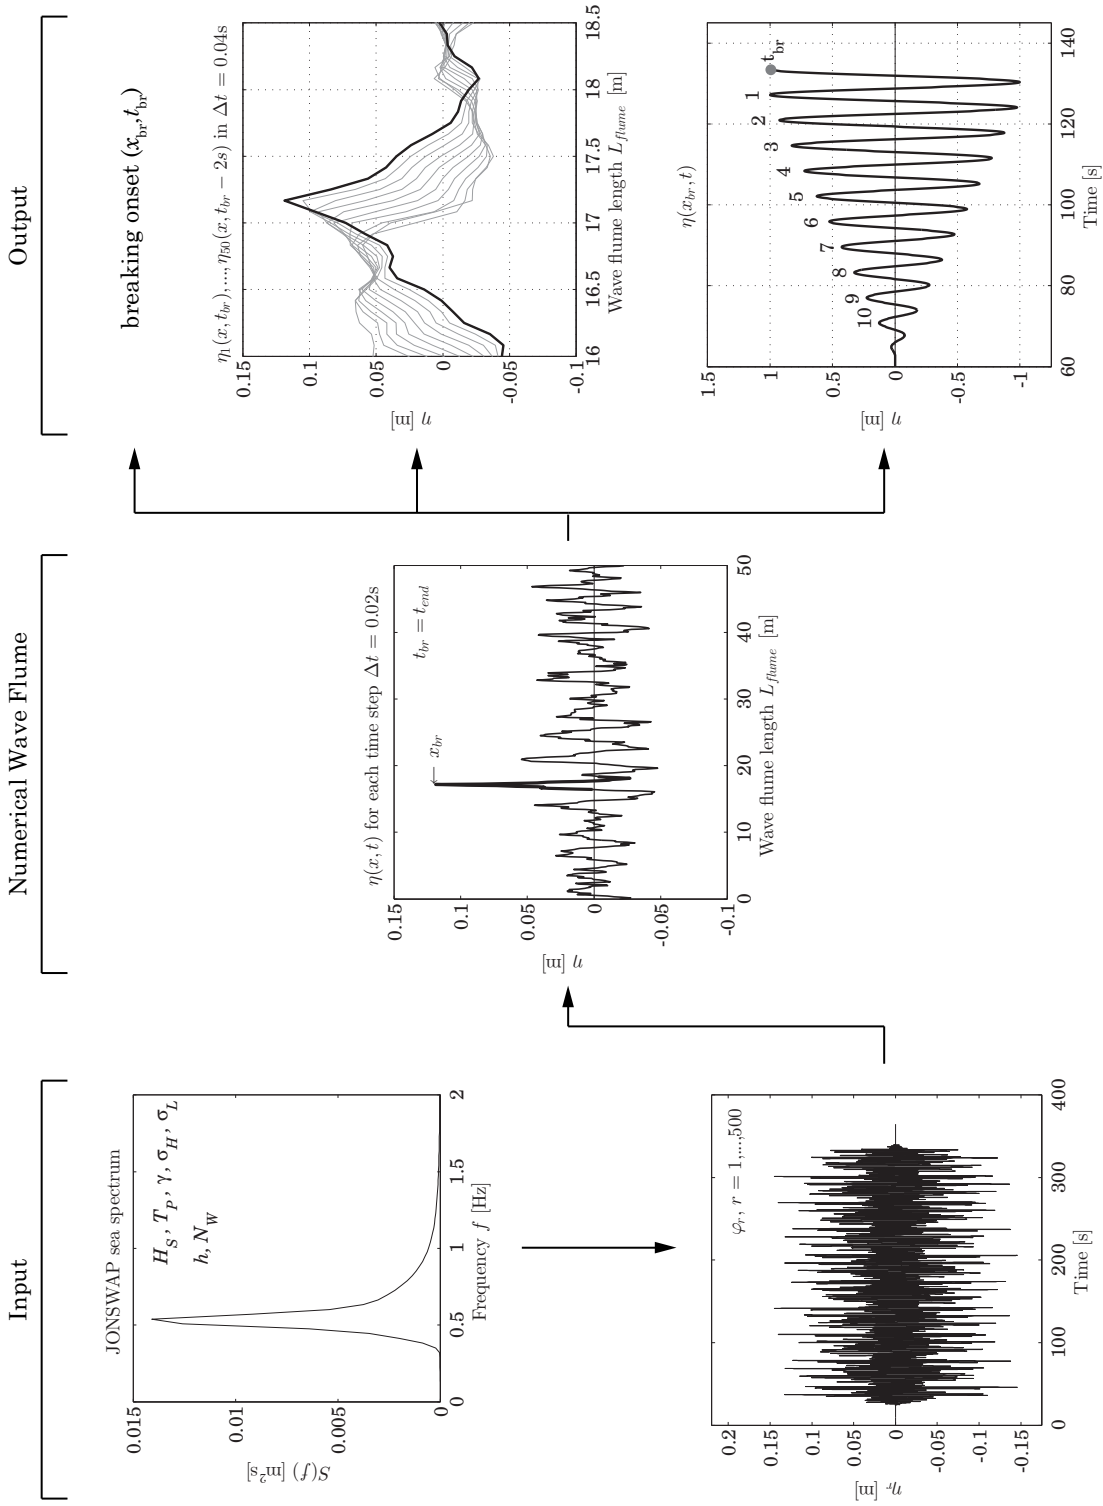 Input
JONSWAP sea spectrum
H_S, T_P, γ, σ_H, σ_L
h, N_W
S(f) [m²s]
0.015
0.01
0.005
0
0 0.5 1 1.5 2
Frequency f [Hz]
φ_r, r = 1,...,500
η_r [m]
0.2
0.15
0.1
0.05
0
-0.05
-0.1
-0.15
0 100 200 300 400
Time [s]
Numerical Wave Flume
η(x, t) for each time step Δt = 0.02s
t_br = t_end
x_br
η [m]
0.15
0.1
0.05
0
-0.05
-0.1
0 10 20 30 40 50
Wave flume length L_flume [m]
Output
breaking onset (x_br,t_br)
η_1(x, t_br), ..., η_50(x, t_br − 2s) in Δt = 0.04s
η [m]
0.15
0.1
0.05
0
-0.05
-0.1
16 16.5 17 17.5 18 18.5
Wave flume length L_flume [m]
η(x_br, t)
η [m]
1.5
1
0.5
0
-0.5
-1
10 9 8 7 6 5 4 3 2 1 t_br
60 80 100 120 140
Time [s]